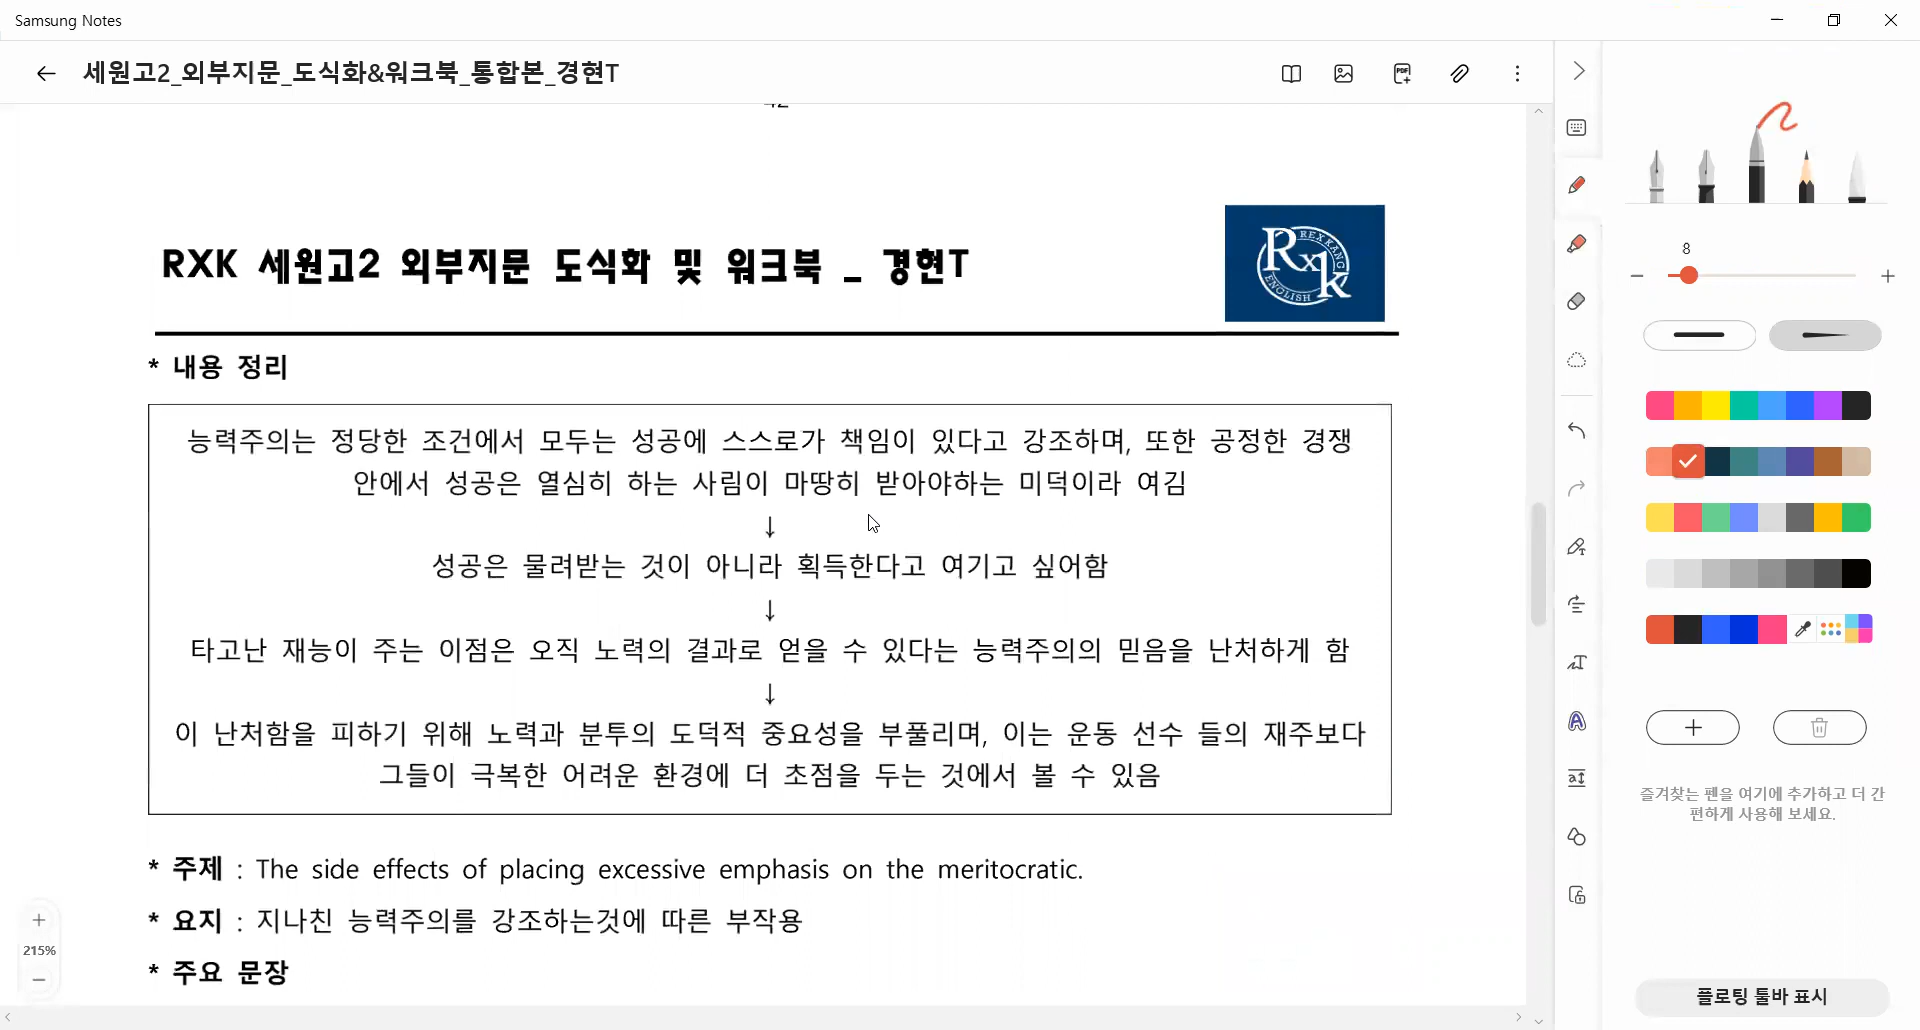 Samsung Notes
세원고2_외부지문_도식화&워크북_통합본_경현T
RXK 세원고2 외부지문 도식화 및 워크북 _ 경현T
REX KANG
RxK
ENGLISH
* 내용 정리
능력주의는 정당한 조건에서 모두는 성공에 스스로가 책임이 있다고 강조하며, 또한 공정한 경쟁
안에서 성공은 열심히 하는 사림이 마땅히 받아야하는 미덕이라 여김
↓
성공은 물려받는 것이 아니라 획득한다고 여기고 싶어함
↓
타고난 재능이 주는 이점은 오직 노력의 결과로 얻을 수 있다는 능력주의의 믿음을 난처하게 함
↓
이 난처함을 피하기 위해 노력과 분투의 도덕적 중요성을 부풀리며, 이는 운동 선수 들의 재주보다
그들이 극복한 어려운 환경에 더 초점을 두는 것에서 볼 수 있음
* 주제 : The side effects of placing excessive emphasis on the meritocratic.
* 요지 : 지나친 능력주의를 강조하는것에 따른 부작용
* 주요 문장
215%
8
즐겨찾는 펜을 여기에 추가하고 더 간
편하게 사용해 보세요.
플로팅 툴바 표시